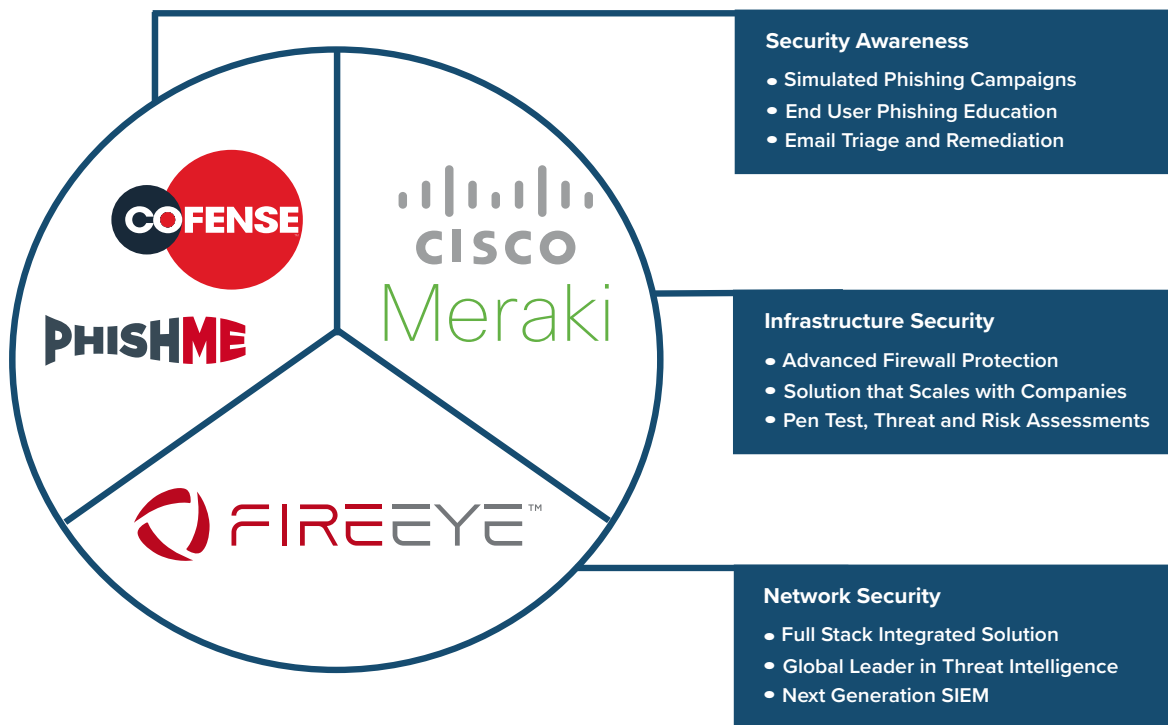 COFENSE
PHISHME
CISCO
Meraki
FIREEYE™
Security Awareness
• Simulated Phishing Campaigns
• End User Phishing Education
• Email Triage and Remediation
Infrastructure Security
• Advanced Firewall Protection
• Solution that Scales with Companies
• Pen Test, Threat and Risk Assessments
Network Security
• Full Stack Integrated Solution
• Global Leader in Threat Intelligence
• Next Generation SIEM